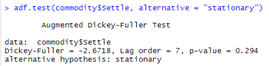 > adf.test(commodity$Settle, alternative = "stationary")
Augmented Dickey-Fuller Test
data: commodity$Settle
Dickey-Fuller = -2.6718, Lag order = 7, p-value = 0.294
alternative hypothesis: stationary